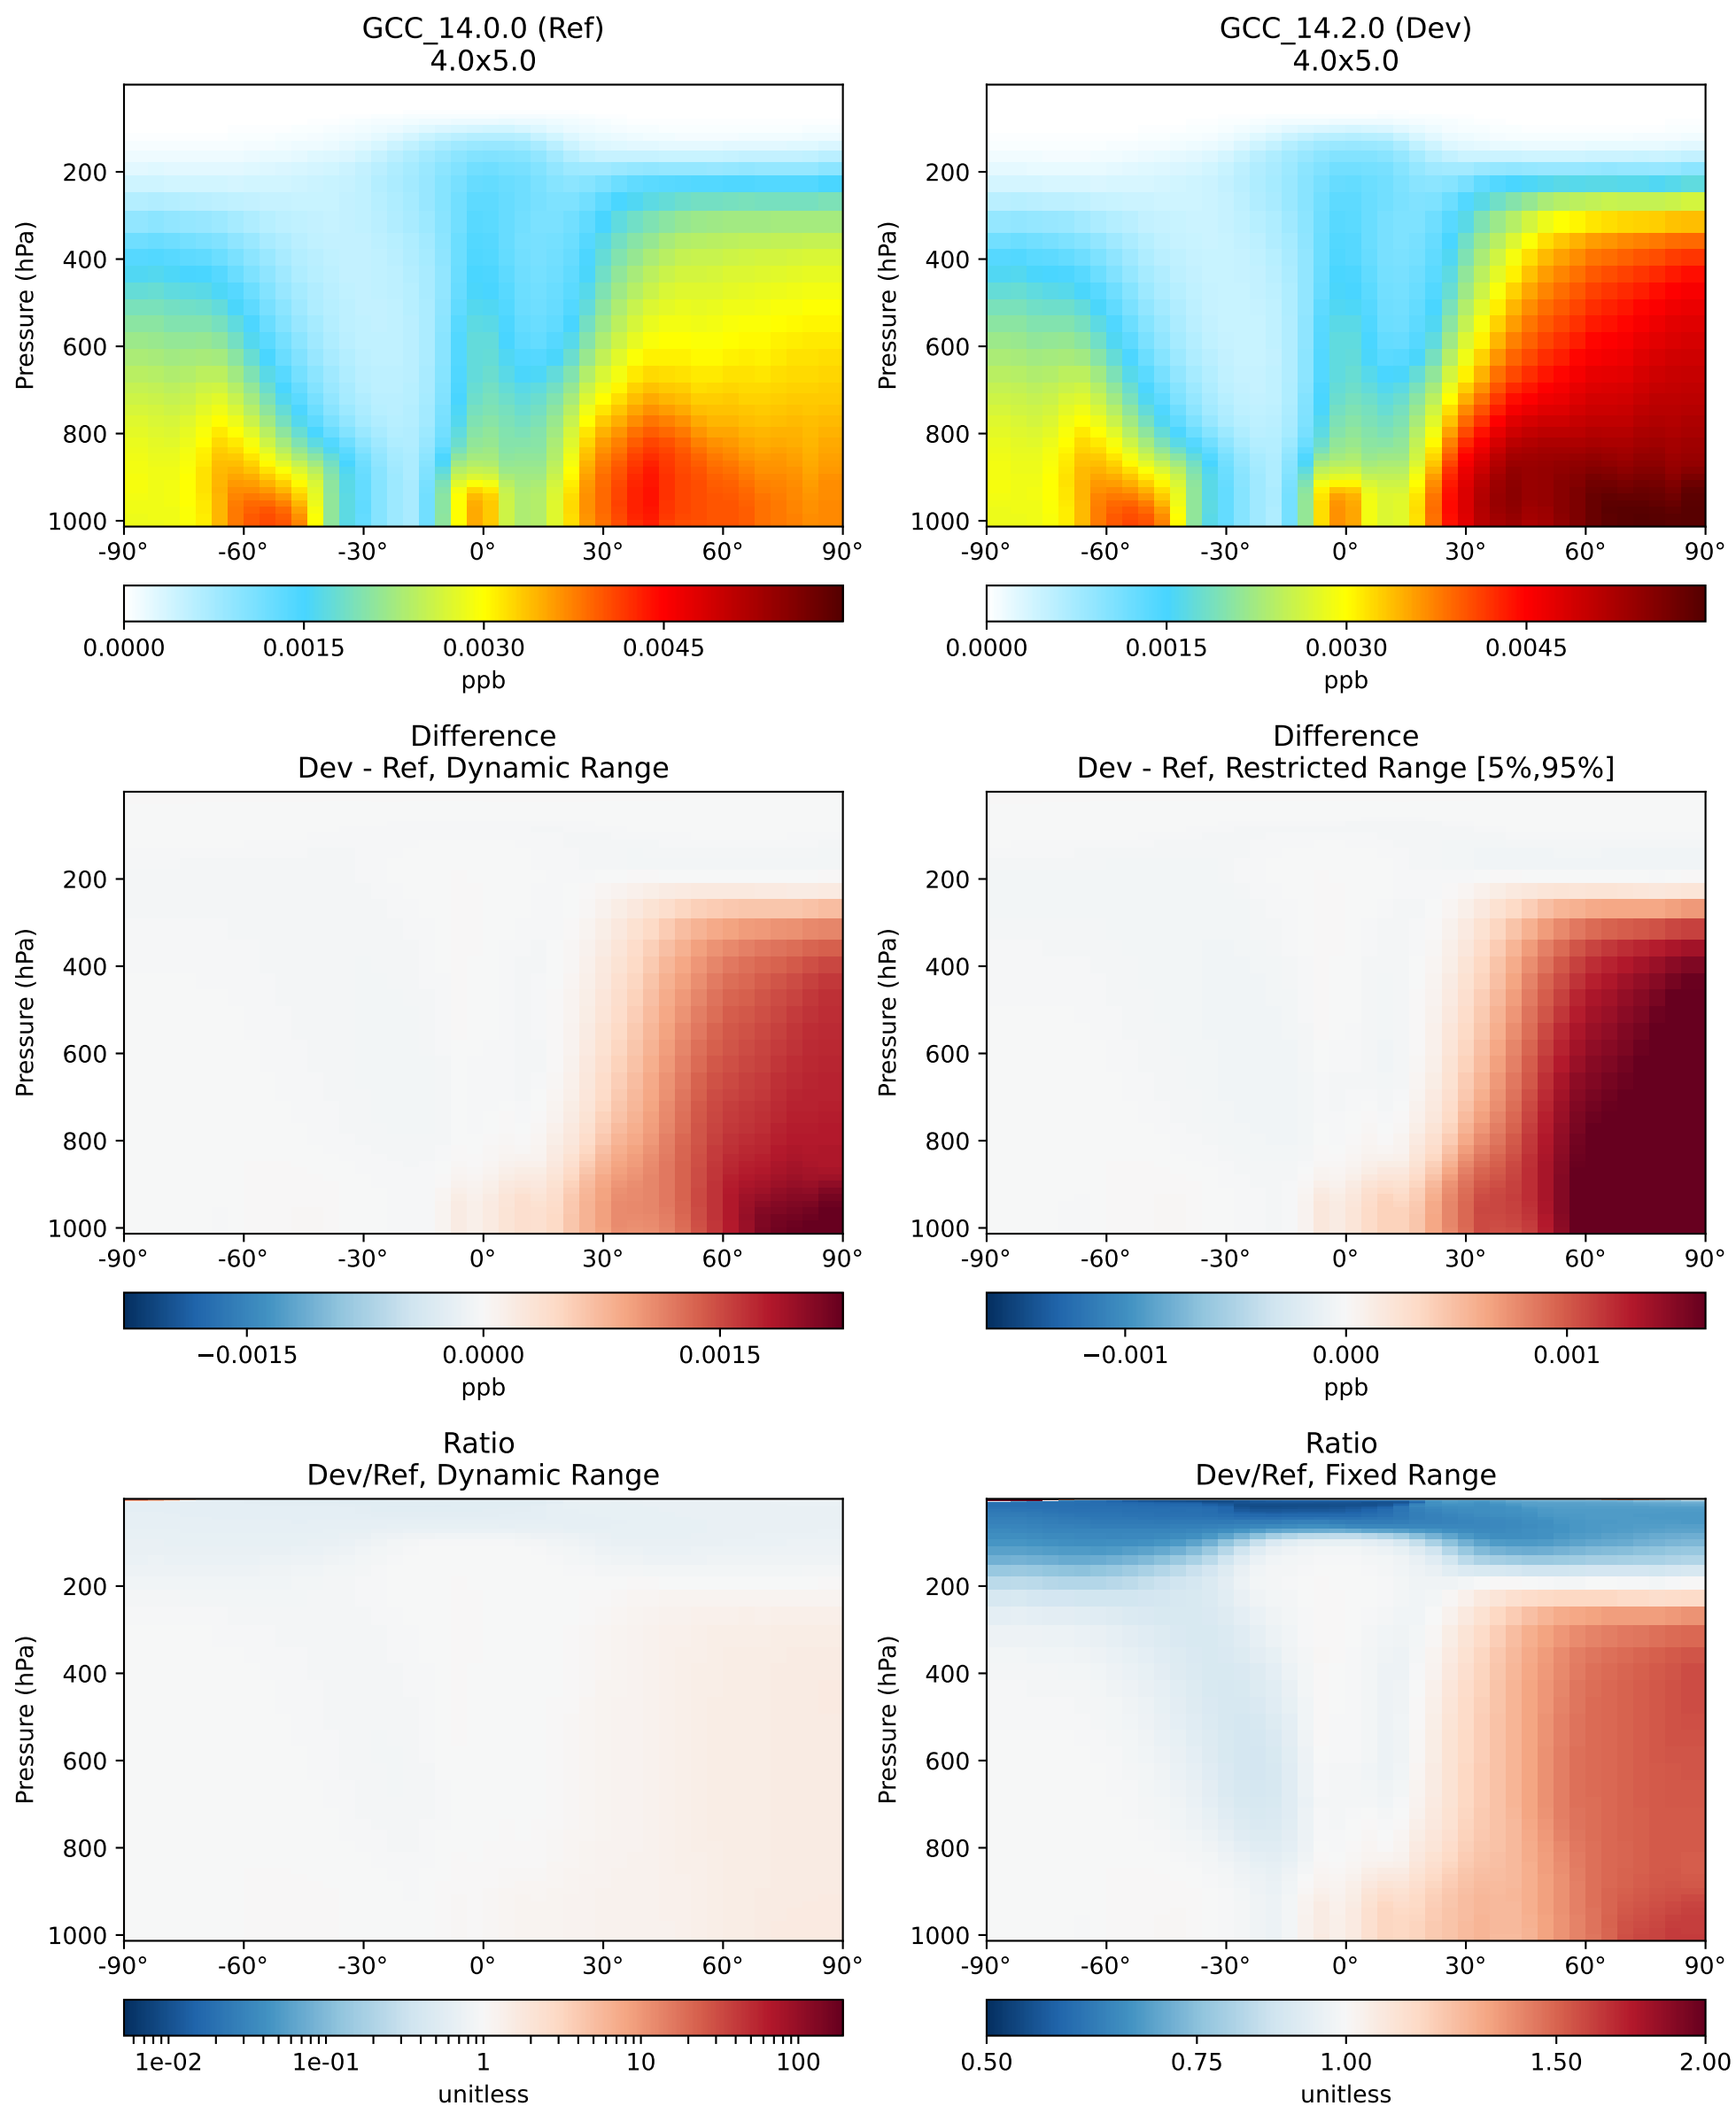 GCC_14.0.0 (Ref)
4.0x5.0
Pressure (hPa)
200
400
600
800
1000
-90° -60° -30° 0° 30° 60° 90°
0.0000 0.0015 0.0030 0.0045
ppb
GCC_14.2.0 (Dev)
4.0x5.0
Pressure (hPa)
200
400
600
800
1000
-90° -60° -30° 0° 30° 60° 90°
0.0000 0.0015 0.0030 0.0045
ppb
Difference
Dev - Ref, Dynamic Range
Pressure (hPa)
200
400
600
800
1000
-90° -60° -30° 0° 30° 60° 90°
−0.0015 0.0000 0.0015
ppb
Difference
Dev - Ref, Restricted Range [5%,95%]
Pressure (hPa)
200
400
600
800
1000
-90° -60° -30° 0° 30° 60° 90°
−0.001 0.000 0.001
ppb
Ratio
Dev/Ref, Dynamic Range
Pressure (hPa)
200
400
600
800
1000
-90° -60° -30° 0° 30° 60° 90°
1e-02 1e-01 1 10 100
unitless
Ratio
Dev/Ref, Fixed Range
Pressure (hPa)
200
400
600
800
1000
-90° -60° -30° 0° 30° 60° 90°
0.50 0.75 1.00 1.50 2.00
unitless